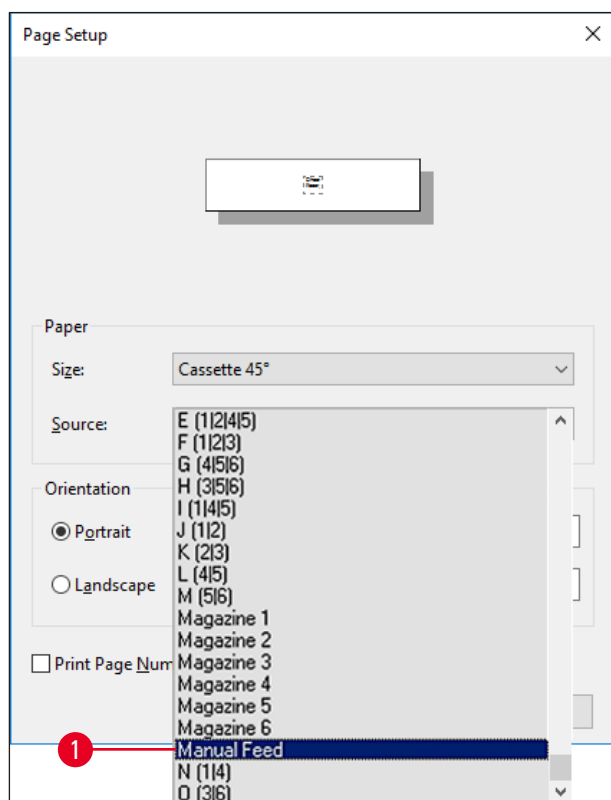 Page Setup
Paper
Size: Cassette 45°
Source:
E (1|2|4|5)
F (1|2|3)
G (4|5|6)
H (3|5|6)
Orientation
I (1|4|5)
Portrait
J (1|2)
K (2|3)
L (4|5)
Landscape
M (5|6)
Magazine 1
Magazine 2
Print Page Num
Magazine 3
Magazine 4
Magazine 5
Magazine 6
1 Manual Feed
N (1|4)
O (3|6)